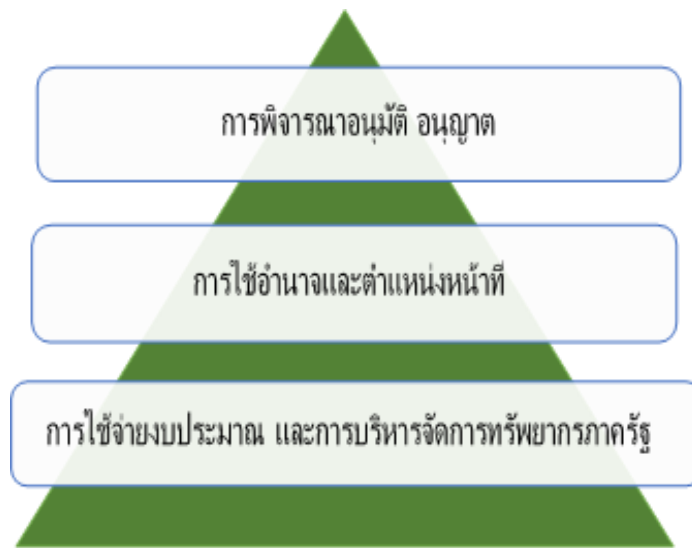 การพิจารณาอนุมัติ อนุญาต
การใช้อำนาจและตำแหน่งหน้าที่
การใช้จ่ายงบประมาณ และการบริหารจัดการทรัพยากรภาครัฐ